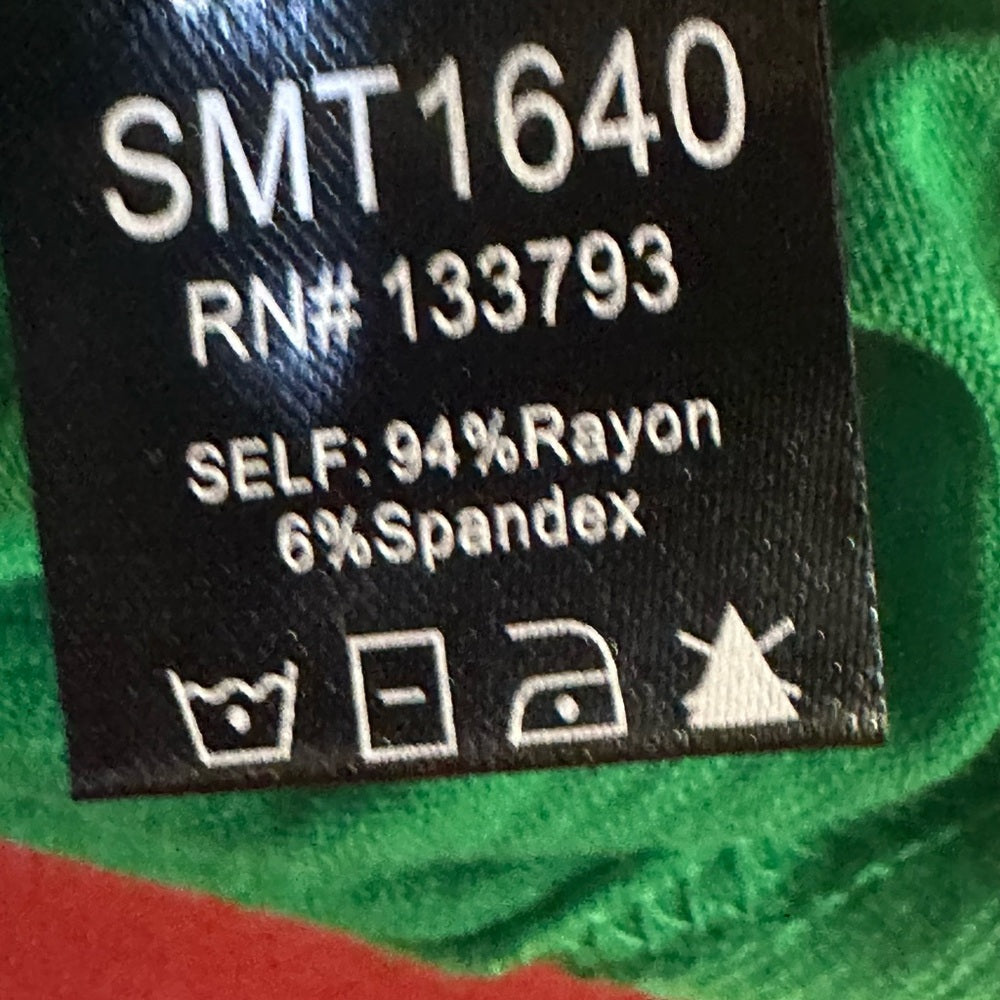 SMT1640
RN# 133793
SELF: 94%Rayon
6%Spandex